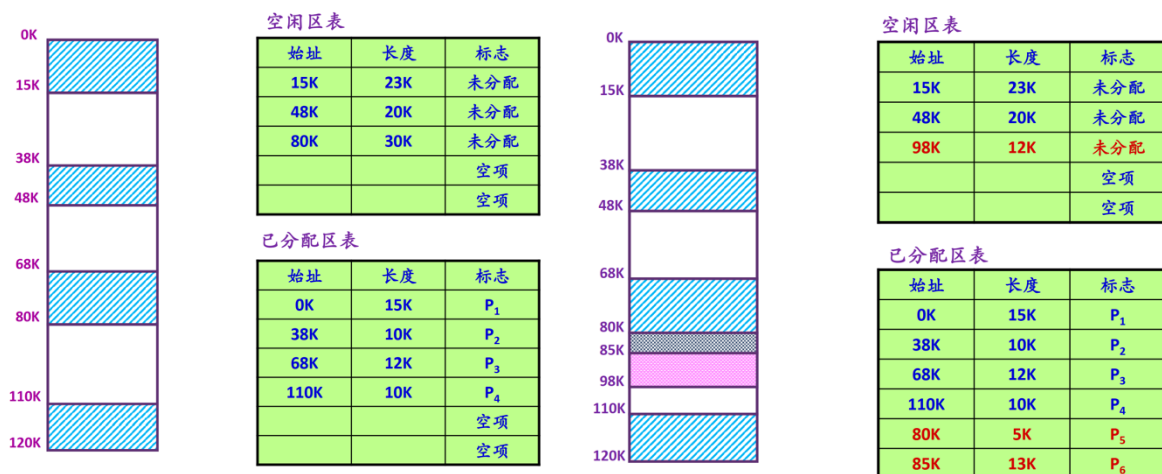 0K
15K
38K
48K
68K
80K
110K
120K
空闲区表
始址 长度 标志
15K 23K 未分配
48K 20K 未分配
80K 30K 未分配
空项
空项
已分配区表
始址 长度 标志
0K 15K P₁
38K 10K P₂
68K 12K P₃
110K 10K P₄
空项
空项
0K
15K
38K
48K
68K
80K
85K
98K
110K
120K
空闲区表
始址 长度 标志
15K 23K 未分配
48K 20K 未分配
98K 12K 未分配
空项
空项
已分配区表
始址 长度 标志
0K 15K P₁
38K 10K P₂
68K 12K P₃
110K 10K P₄
80K 5K P₅
85K 13K P₆